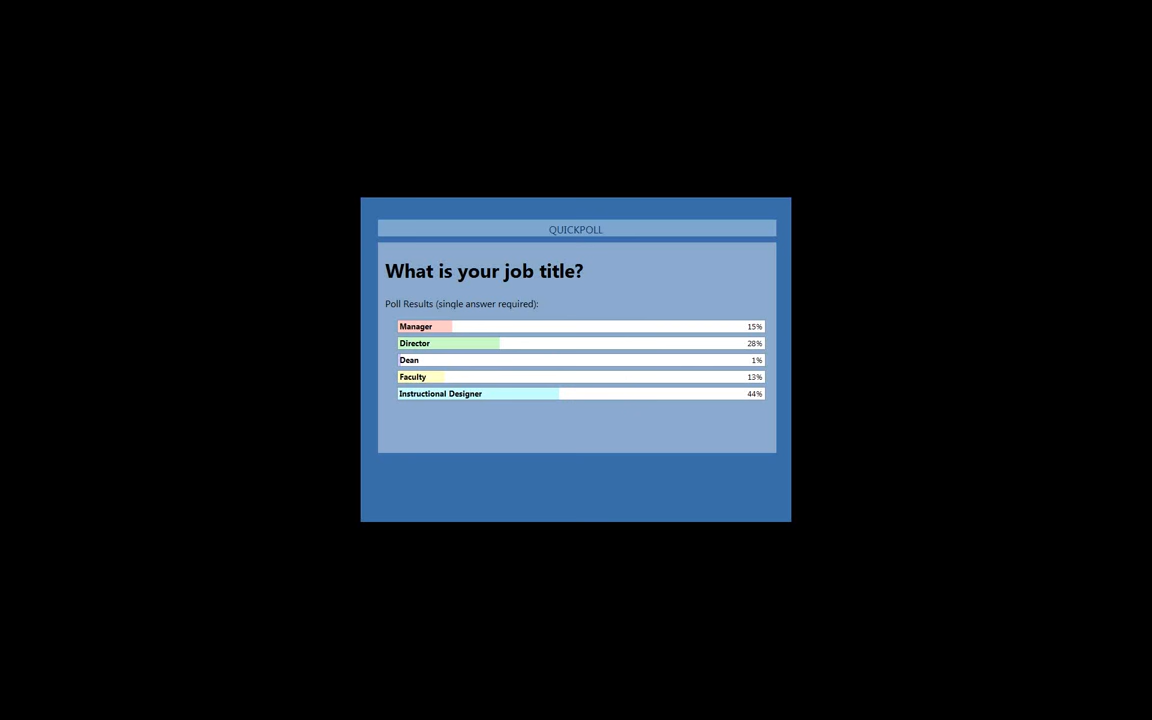 QUICKPOLL
What is your job title?
Poll Results (single answer required):
Manager 15%
Director 28%
Dean 1%
Faculty 13%
Instructional Designer 44%